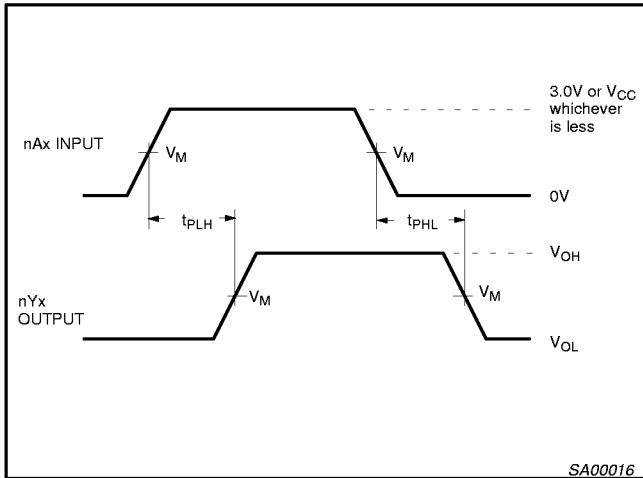 3.0V or VCC
whichever
is less
nAx INPUT
VM
VM
0V
tPLH
tPHL
VOH
nYx
OUTPUT
VM
VM
VOL
SA00016